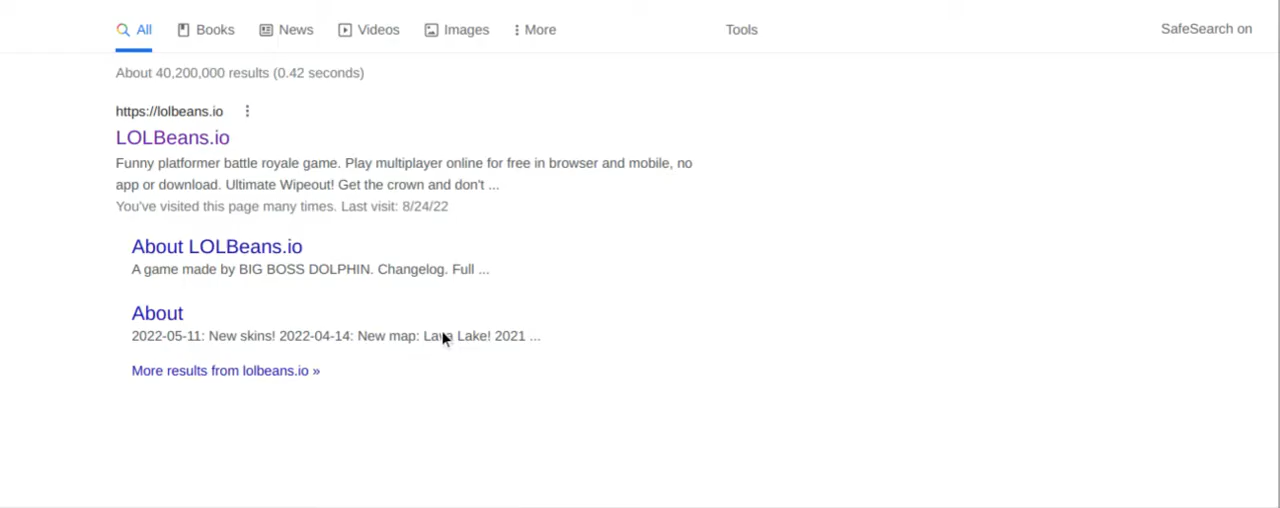 All Books News Videos Images More Tools SafeSearch on
About 40,200,000 results (0.42 seconds)
https://lolbeans.io
LOLBeans.io
Funny platformer battle royale game. Play multiplayer online for free in browser and mobile, no
app or download. Ultimate Wipeout! Get the crown and don't ...
You've visited this page many times. Last visit: 8/24/22
About LOLBeans.io
A game made by BIG BOSS DOLPHIN. Changelog. Full ...
About
2022-05-11: New skins! 2022-04-14: New map: Lava Lake! 2021 ...
More results from lolbeans.io »